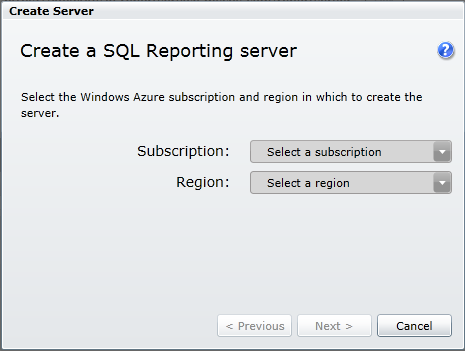 Create Server
Create a SQL Reporting server
?
Select the Windows Azure subscription and region in which to create the
server.
Subscription: Select a subscription
Region: Select a region
< Previous Next > Cancel